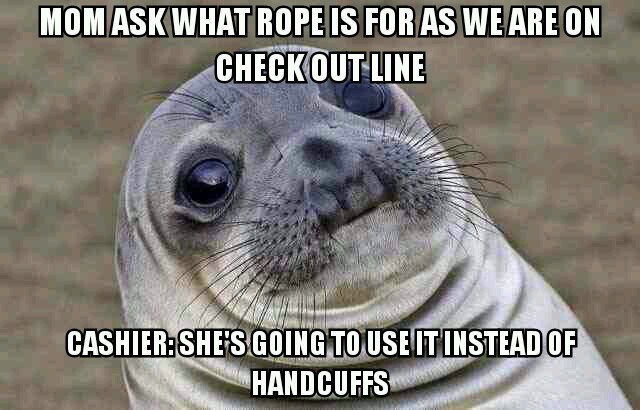 MOM ASK WHAT ROPE IS FOR AS WE ARE ON
CHECK OUT LINE
CASHIER: SHE'S GOING TO USE IT INSTEAD OF
HANDCUFFS